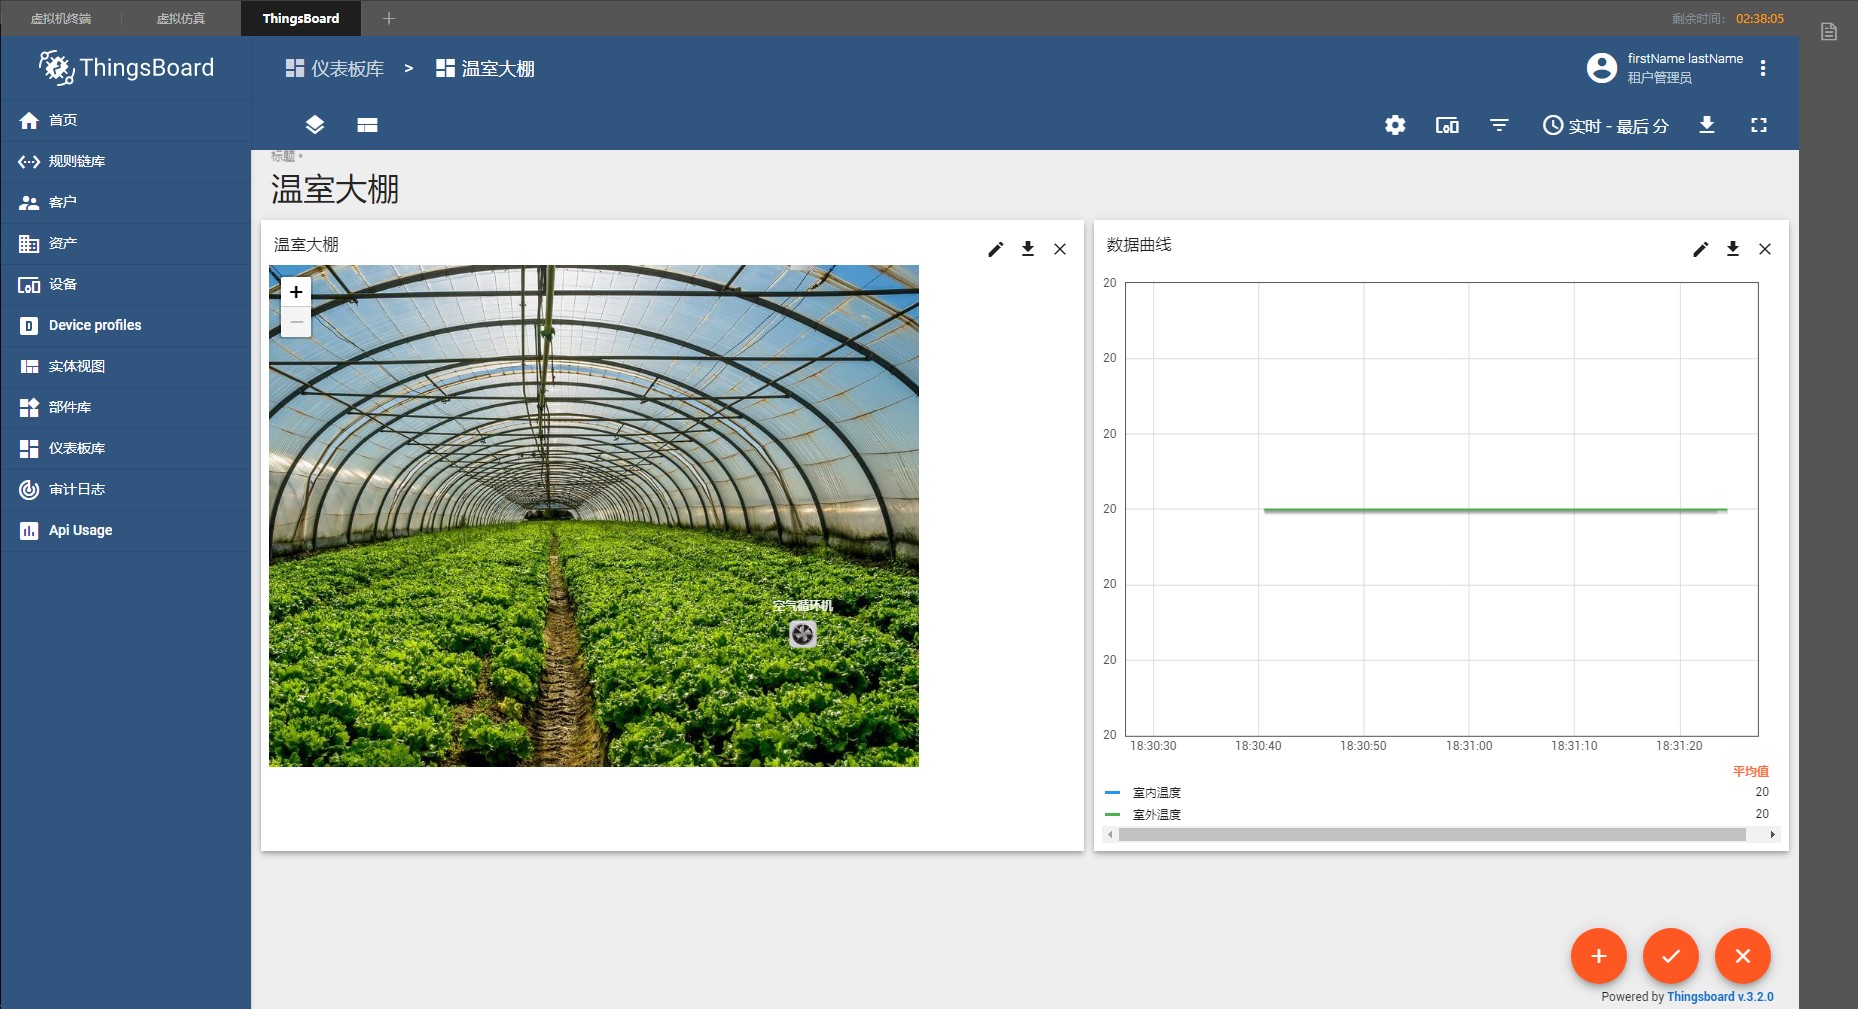 虚拟机终端
虚拟仿真
ThingsBoard
剩余时间： 02:38:05
ThingsBoard
仪表板库 > 温室大棚
firstName lastName
租户管理员
实时 - 最后 分
首页
规则链库
客户
资产
设备
Device profiles
实体视图
部件库
仪表板库
审计日志
Api Usage
标题 *
温室大棚
温室大棚
+
−
空气循环机
数据曲线
20
20
20
20
20
20
20
18:30:30 18:30:40 18:30:50 18:31:00 18:31:10 18:31:20
平均值
室内温度 20
室外温度 20
Powered by Thingsboard v.3.2.0